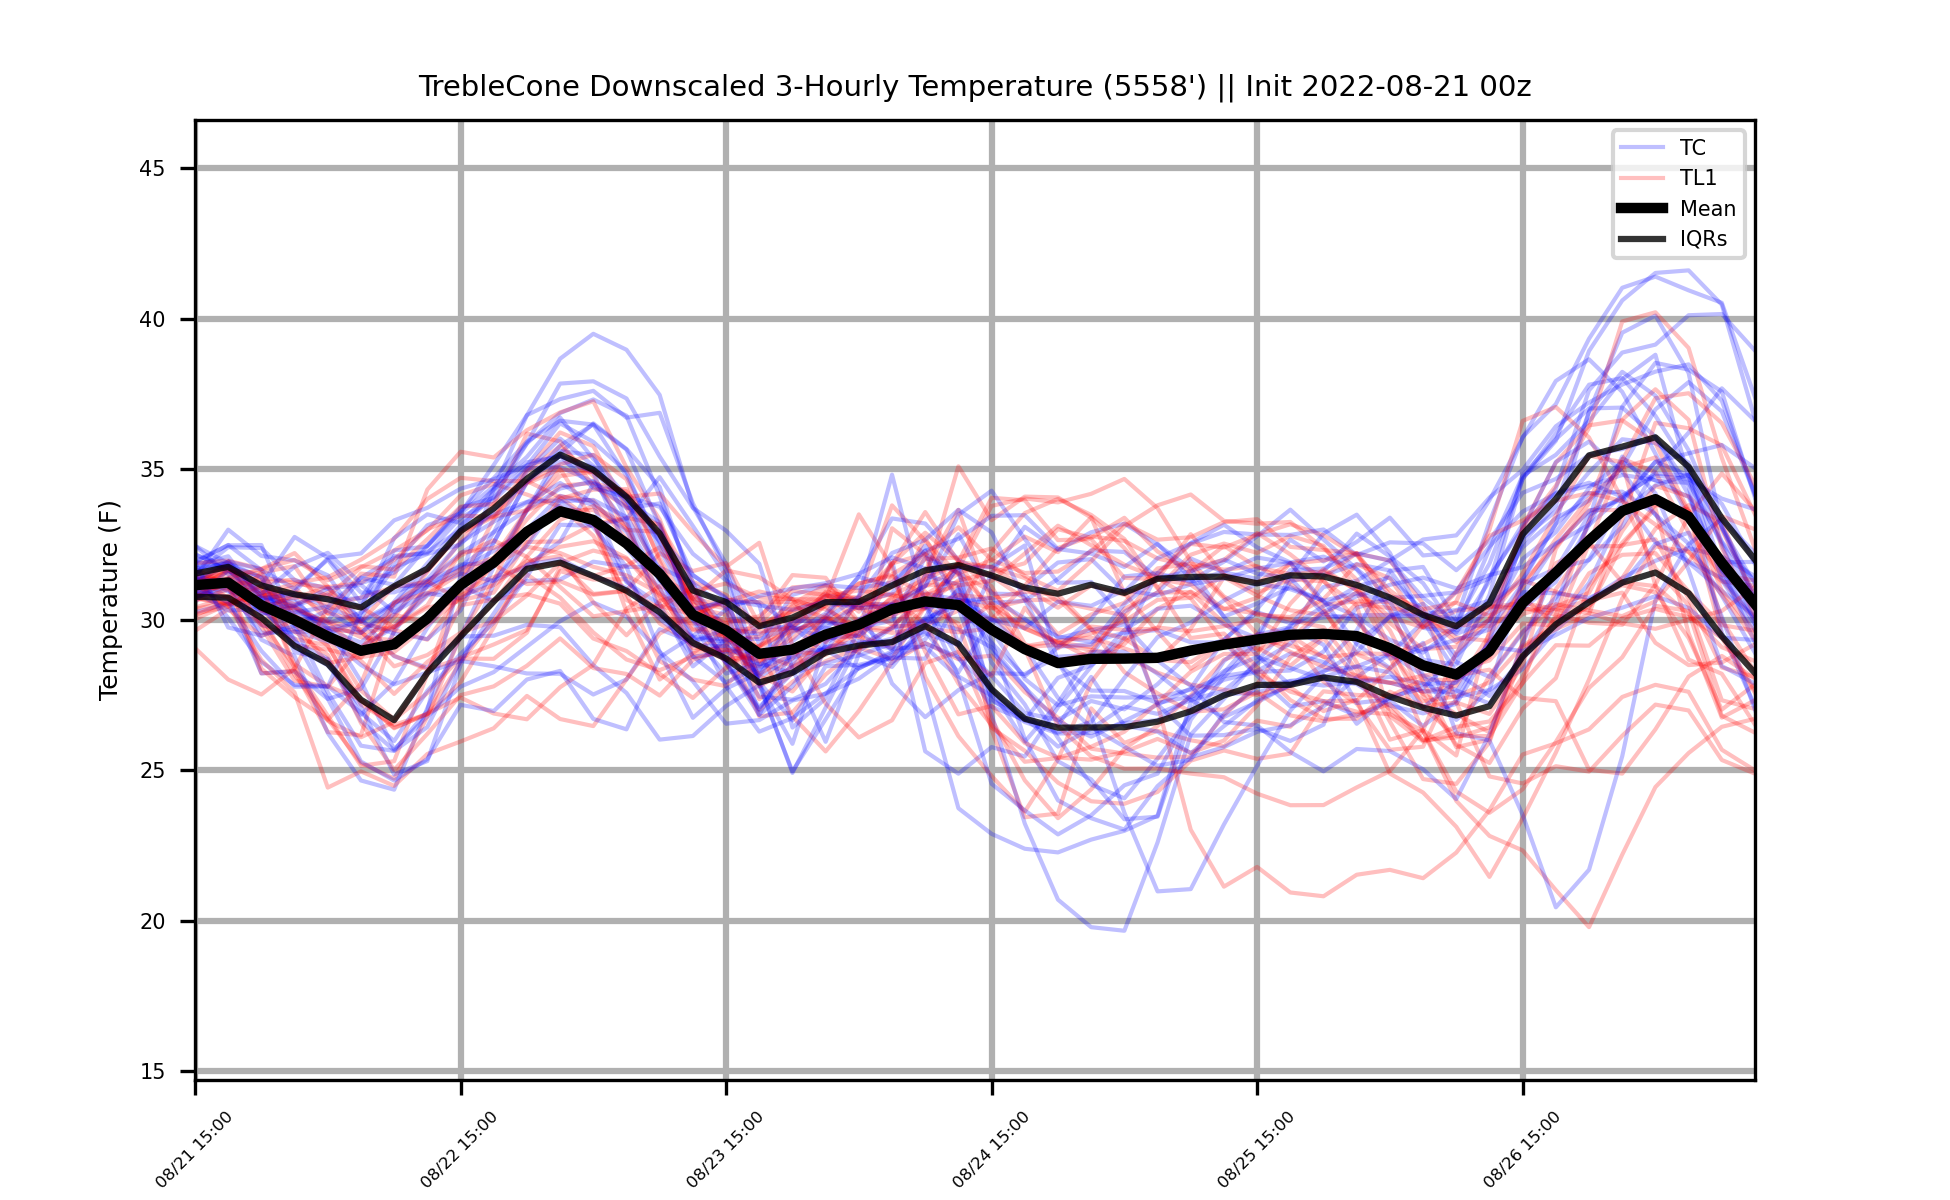 TrebleCone Downscaled 3-Hourly Temperature (5558') || Init 2022-08-21 00z
TC
TL1
Mean
IQRs
Temperature (F)
45
40
35
30
25
20
15
08/21 15:00
08/22 15:00
08/23 15:00
08/24 15:00
08/25 15:00
08/26 15:00